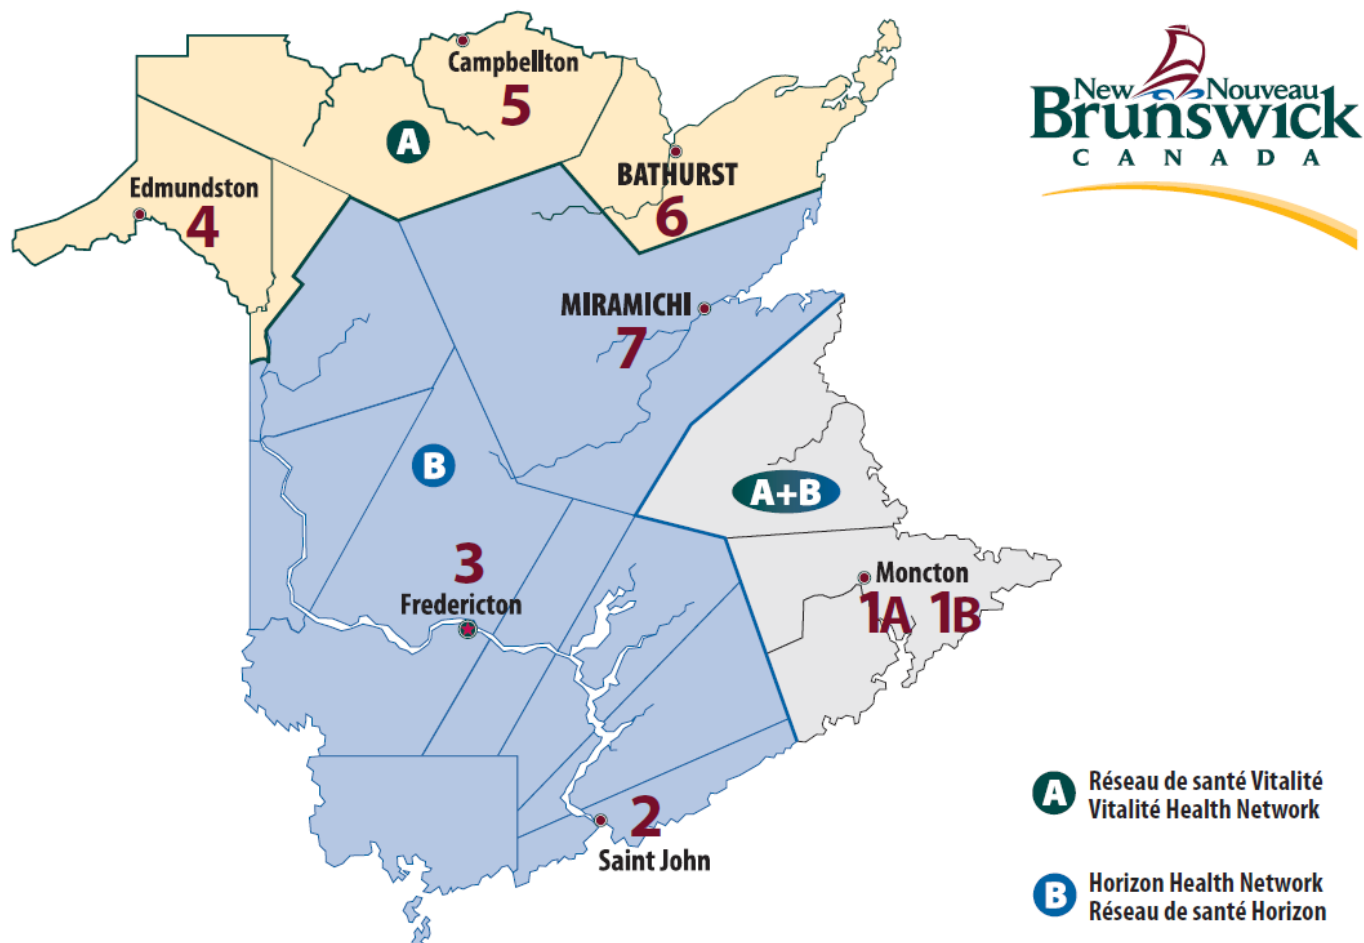 Campbellton
5
A
New Nouveau
Brunswick
CANADA
BATHURST
6
Edmundston
4
MIRAMICHI
7
B
A+B
3
Fredericton
Moncton
1A 1B
2
Saint John
A
Réseau de santé Vitalité
Vitalité Health Network
B
Horizon Health Network
Réseau de santé Horizon